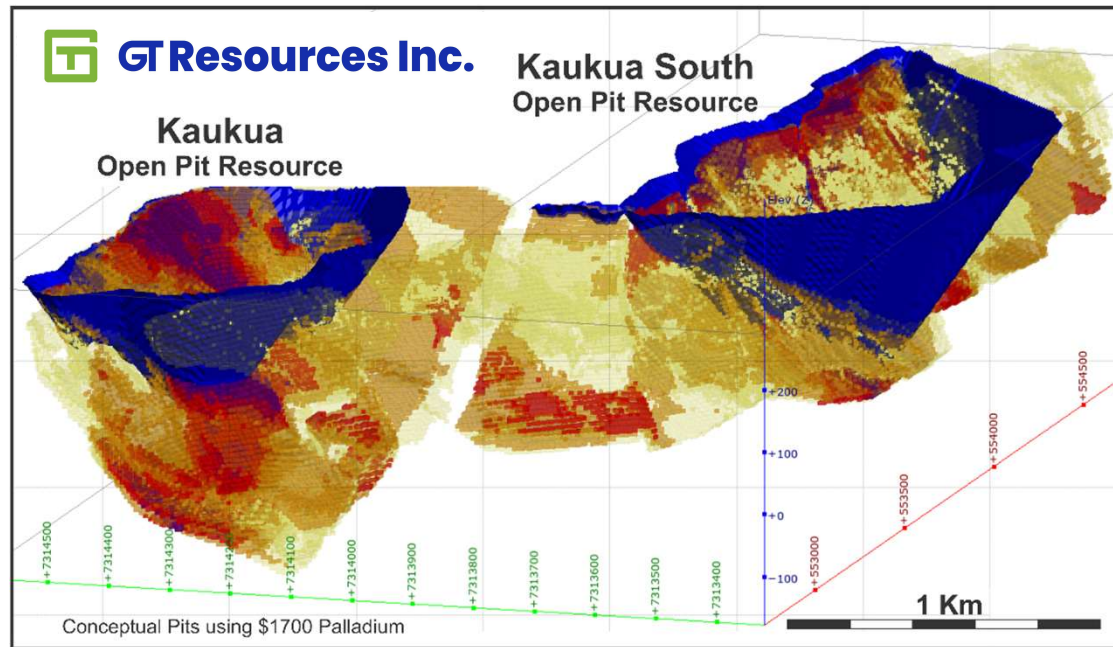 GT Resources Inc.
Kaukua South
Open Pit Resource
Kaukua
Open Pit Resource
Elev (Z)
+200
+100
+0
-100
+554500
+554000
+553500
+553000
+7314500
+7314400
+7314300
+7314200
+7314100
+7314000
+7313900
+7313800
+7313700
+7313600
+7313500
+7313400
1 Km
Conceptual Pits using $1700 Palladium